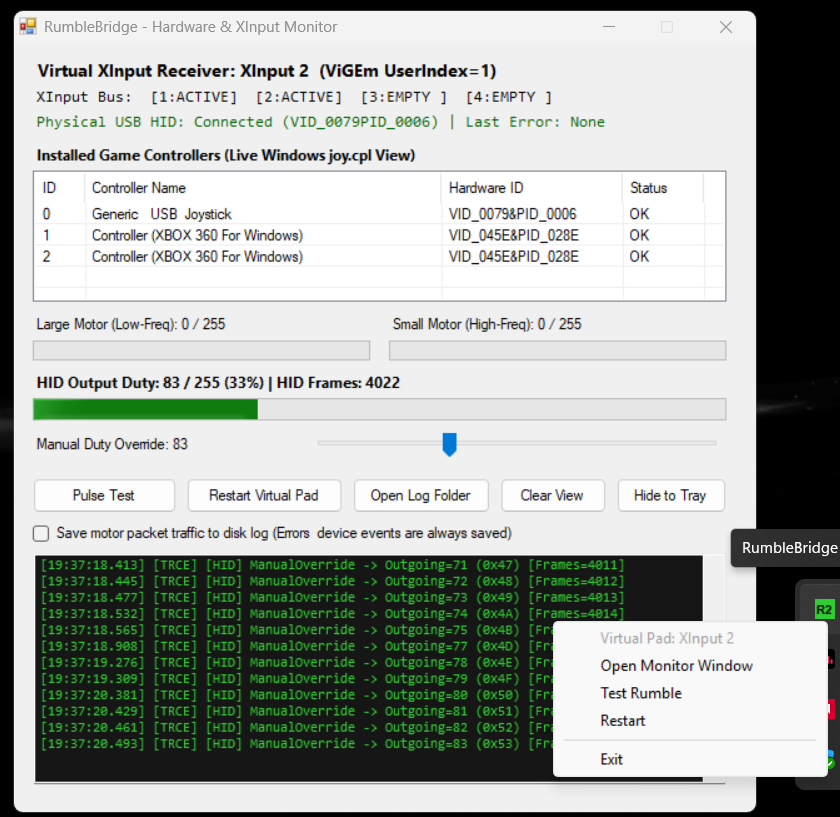 RumbleBridge - Hardware & XInput Monitor
Virtual XInput Receiver: XInput 2 (ViGEm UserIndex=1)
XInput Bus: [1:ACTIVE] [2:ACTIVE] [3:EMPTY ] [4:EMPTY ]
Physical USB HID: Connected (VID_0079PID_0006) | Last Error: None
Installed Game Controllers (Live Windows joy.cpl View)
ID Controller Name Hardware ID Status
0 Generic USB Joystick VID_0079&PID_0006 OK
1 Controller (XBOX 360 For Windows) VID_045E&PID_028E OK
2 Controller (XBOX 360 For Windows) VID_045E&PID_028E OK
Large Motor (Low-Freq): 0 / 255 Small Motor (High-Freq): 0 / 255
HID Output Duty: 83 / 255 (33%) | HID Frames: 4022
Manual Duty Override: 83
Pulse Test Restart Virtual Pad Open Log Folder Clear View Hide to Tray
Save motor packet traffic to disk log (Errors device events are always saved)
[19:37:18.413] [TRCE] [HID] ManualOverride -> Outgoing=71 (0x47) [Frames=4011]
[19:37:18.445] [TRCE] [HID] ManualOverride -> Outgoing=72 (0x48) [Frames=4012]
[19:37:18.477] [TRCE] [HID] ManualOverride -> Outgoing=73 (0x49) [Frames=4013]
[19:37:18.532] [TRCE] [HID] ManualOverride -> Outgoing=74 (0x4A) [Frames=4014]
[19:37:18.565] [TRCE] [HID] ManualOverride -> Outgoing=75 (0x4B) [Fra
[19:37:18.908] [TRCE] [HID] ManualOverride -> Outgoing=77 (0x4D) [Fra
[19:37:19.276] [TRCE] [HID] ManualOverride -> Outgoing=78 (0x4E) [Fra
[19:37:19.309] [TRCE] [HID] ManualOverride -> Outgoing=79 (0x4F) [Fra
[19:37:20.381] [TRCE] [HID] ManualOverride -> Outgoing=80 (0x50) [Fra
[19:37:20.429] [TRCE] [HID] ManualOverride -> Outgoing=81 (0x51) [Fra
[19:37:20.461] [TRCE] [HID] ManualOverride -> Outgoing=82 (0x52) [Fra
[19:37:20.493] [TRCE] [HID] ManualOverride -> Outgoing=83 (0x53) [Fra
RumbleBridge
R2
Virtual Pad: XInput 2
Open Monitor Window
Test Rumble
Restart
Exit